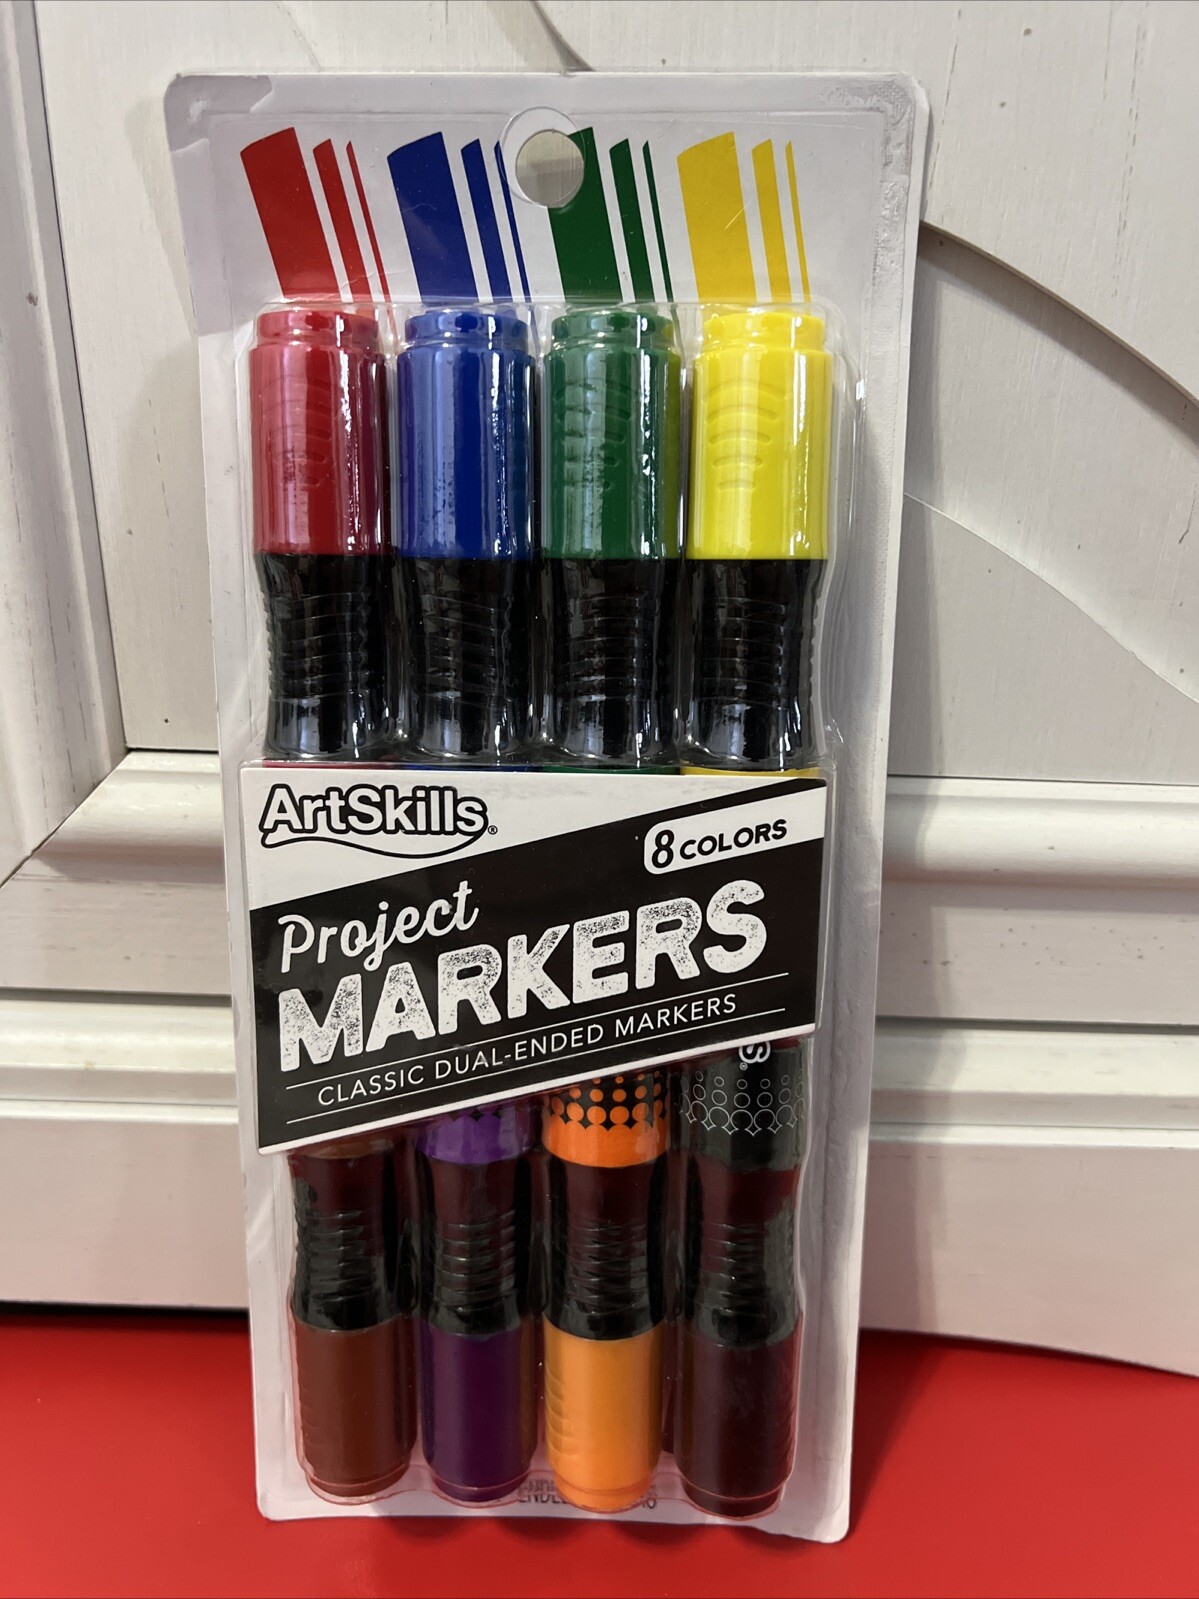 ArtSkills®
8 COLORS
Project
MARKERS
CLASSIC DUAL-ENDED MARKERS
S®